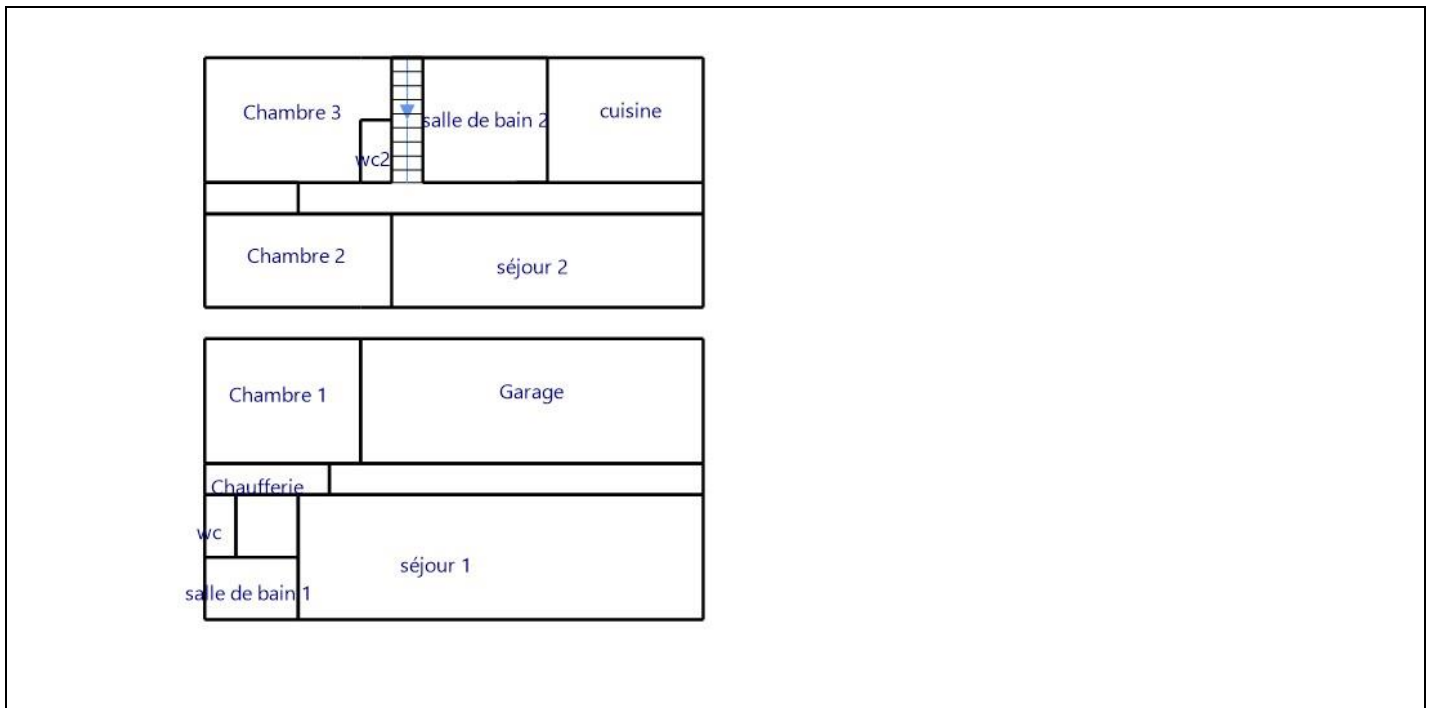 Chambre 3
salle de bain 2
cuisine
wc2
Chambre 2
séjour 2
Chambre 1
Garage
Chaufferie
wc
séjour 1
salle de bain 1